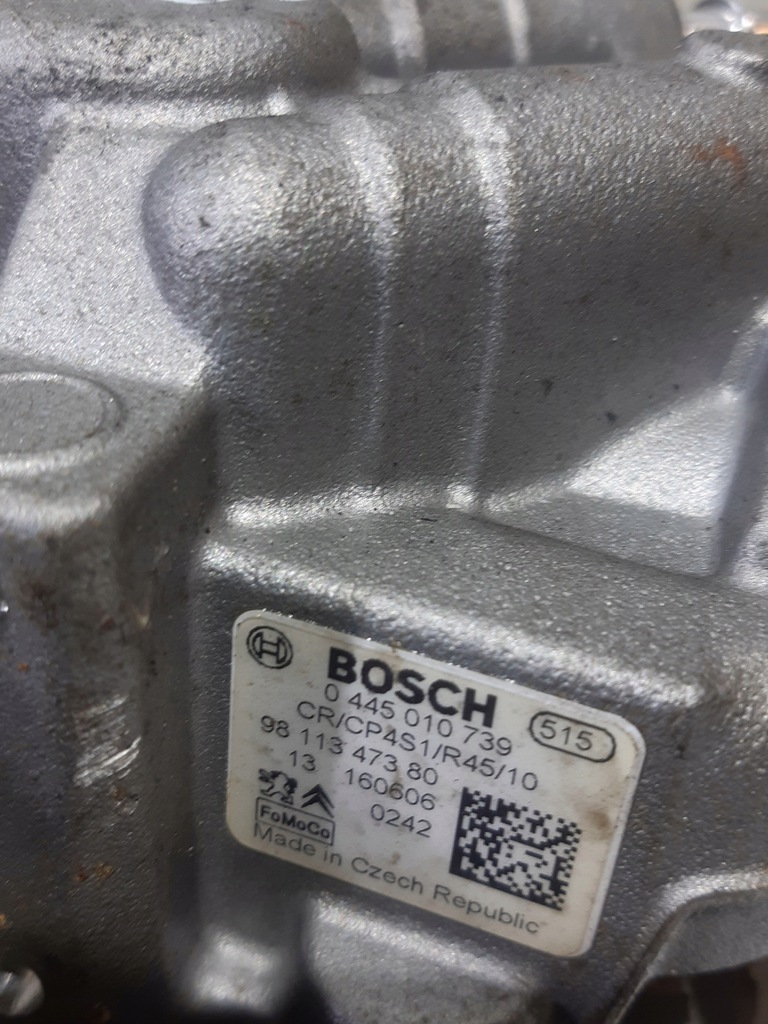 BOSCH
0 445 010 739
515
CR/CP4S1/R45/10
98 113 473 80
13 160606
0242
FoMoCo
Made in Czech Republic